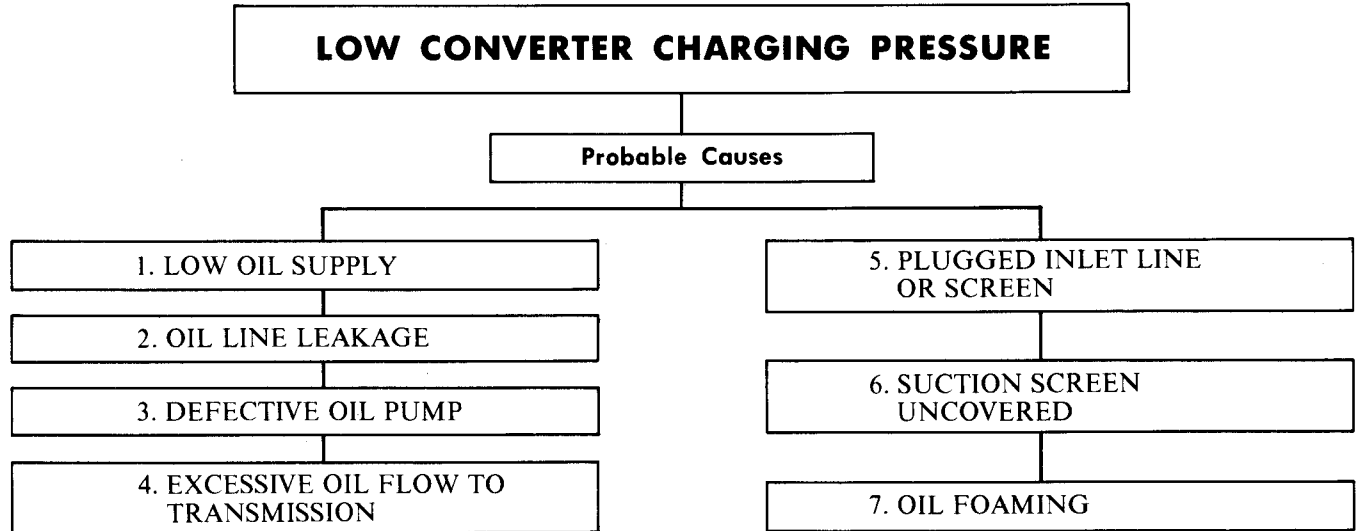 LOW CONVERTER CHARGING PRESSURE
Probable Causes
1. LOW OIL SUPPLY
2. OIL LINE LEAKAGE
3. DEFECTIVE OIL PUMP
4. EXCESSIVE OIL FLOW TO
TRANSMISSION
5. PLUGGED INLET LINE
OR SCREEN
6. SUCTION SCREEN
UNCOVERED
7. OIL FOAMING